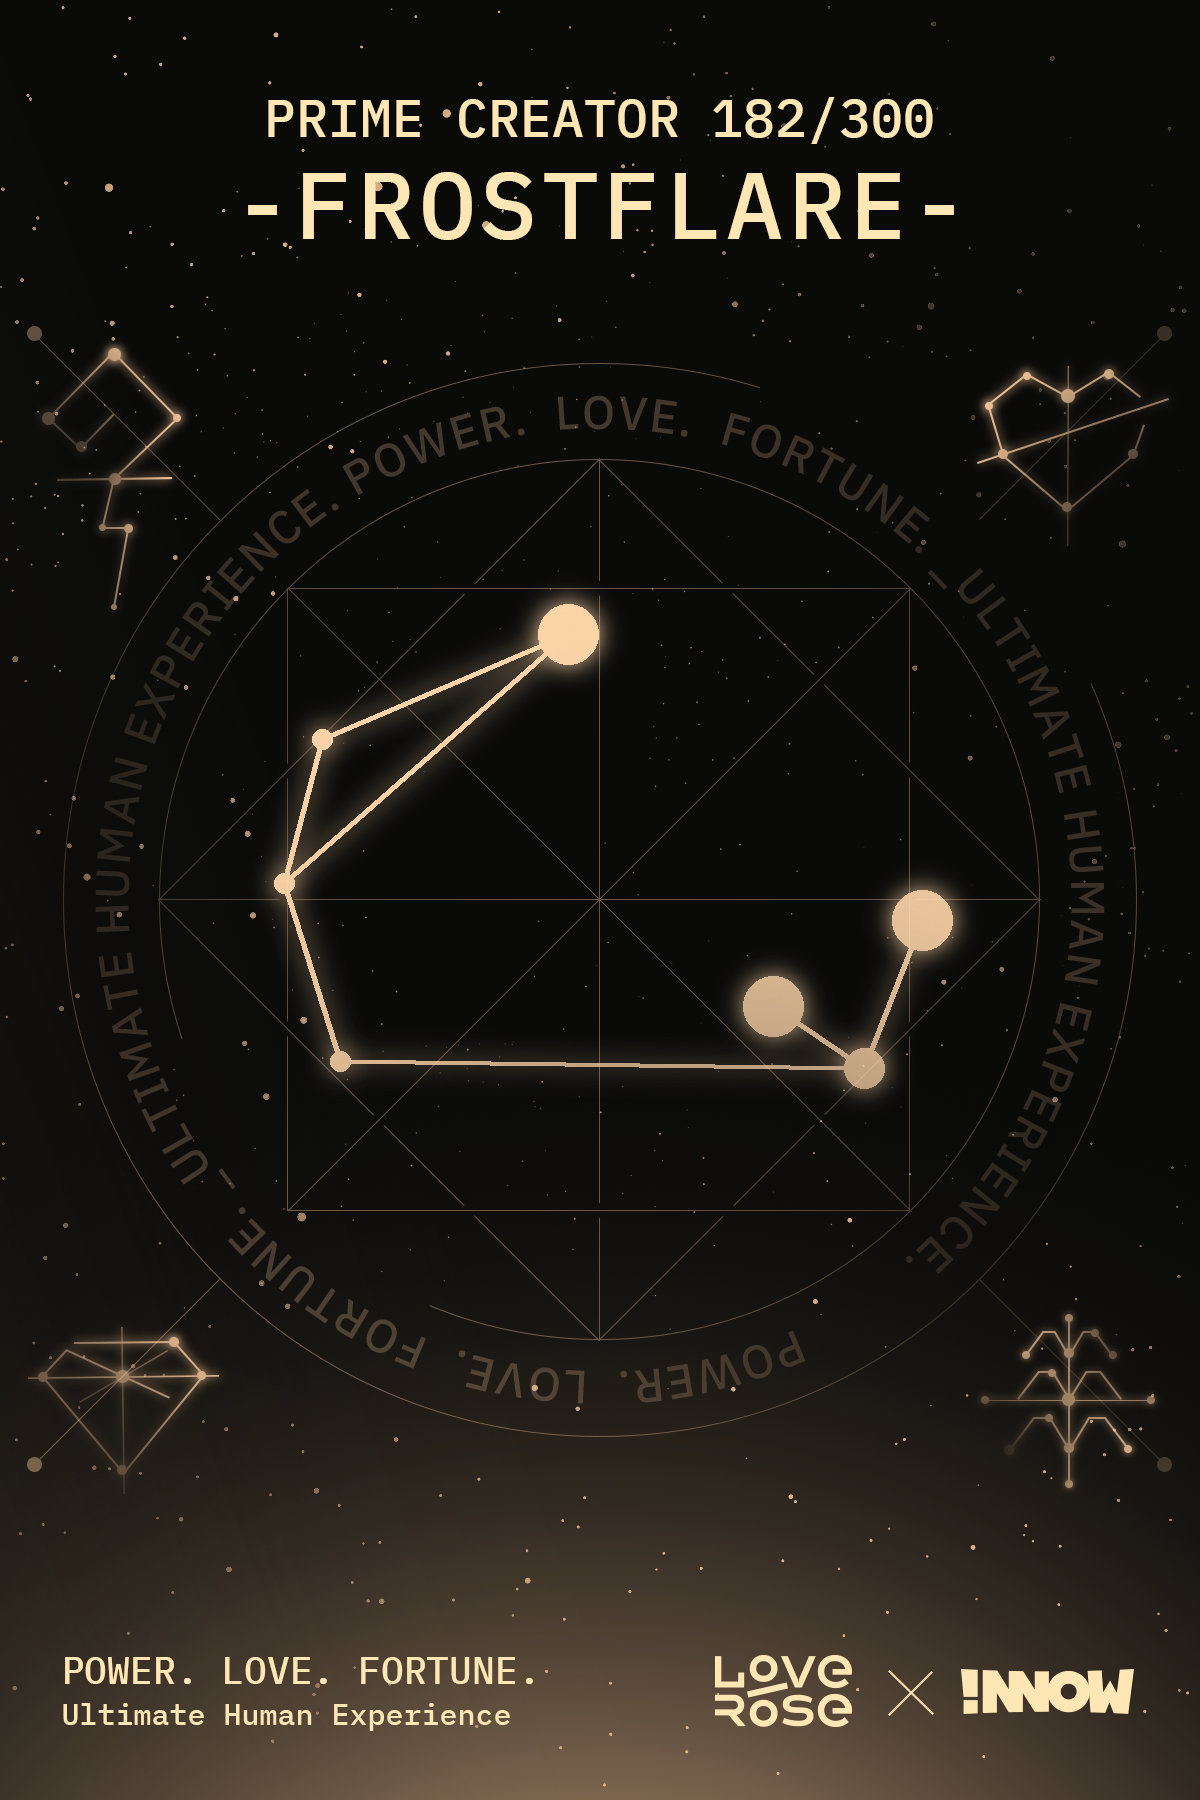 PRIME CREATOR 182/300
-FROSTFLARE-
POWER. LOVE. FORTUNE. – ULTIMATE HUMAN EXPERIENCE.
POWER. LOVE. FORTUNE. – ULTIMATE HUMAN EXPERIENCE.
POWER. LOVE. FORTUNE.
Ultimate Human Experience
LOVE
ROSE
!NNOW